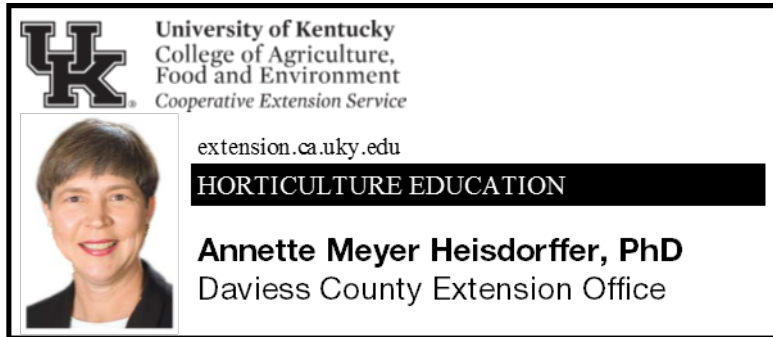 UK
University of Kentucky
College of Agriculture,
Food and Environment
Cooperative Extension Service
extension.ca.uky.edu
HORTICULTURE EDUCATION
Annette Meyer Heisdorffer, PhD
Daviess County Extension Office